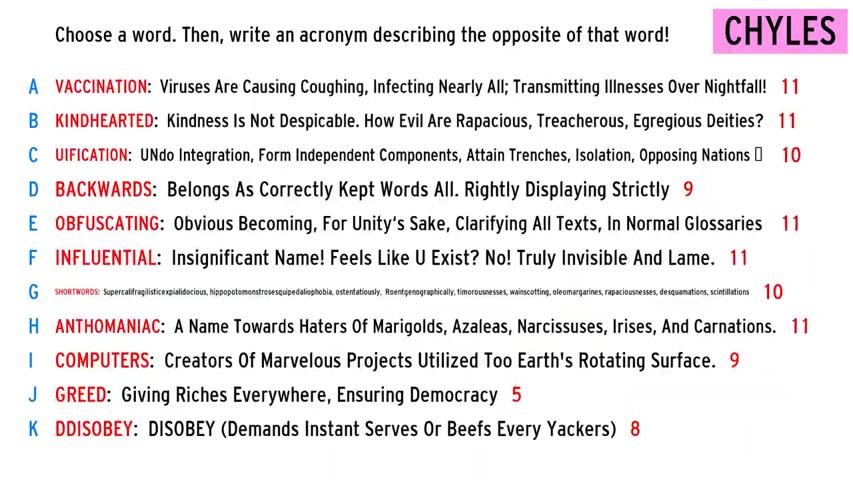 Choose a word. Then, write an acronym describing the opposite of that word!
CHYLES
A VACCINATION: Viruses Are Causing Coughing, Infecting Nearly All; Transmitting Illnesses Over Nightfall! 11
B KINDHEARTED: Kindness Is Not Despicable. How Evil Are Rapacious, Treacherous, Egregious Deities? 11
C UIFICATION: UNdo Integration, Form Independent Components, Attain Trenches, Isolation, Opposing Nations 10
D BACKWARDS: Belongs As Correctly Kept Words All. Rightly Displaying Strictly 9
E OBFUSCATING: Obvious Becoming, For Unity's Sake, Clarifying All Texts, In Normal Glossaries 11
F INFLUENTIAL: Insignificant Name! Feels Like U Exist? No! Truly Invisible And Lame. 11
G SHORTWORDS: Supercalifragilisticexpialidocious, hippopotomonstrosesquipedaliophobia, ostentatiously, Roentgenographically, timorousnesses, wainscotting, oleomargarines, rapaciousnesses, desquamations, scintillations 10
H ANTHOMANIAC: A Name Towards Haters Of Marigolds, Azaleas, Narcissuses, Irises, And Carnations. 11
I COMPUTERS: Creators Of Marvelous Projects Utilized Too Earth's Rotating Surface. 9
J GREED: Giving Riches Everywhere, Ensuring Democracy 5
K DDISOBEY: DISOBEY (Demands Instant Serves Or Beefs Every Yackers) 8